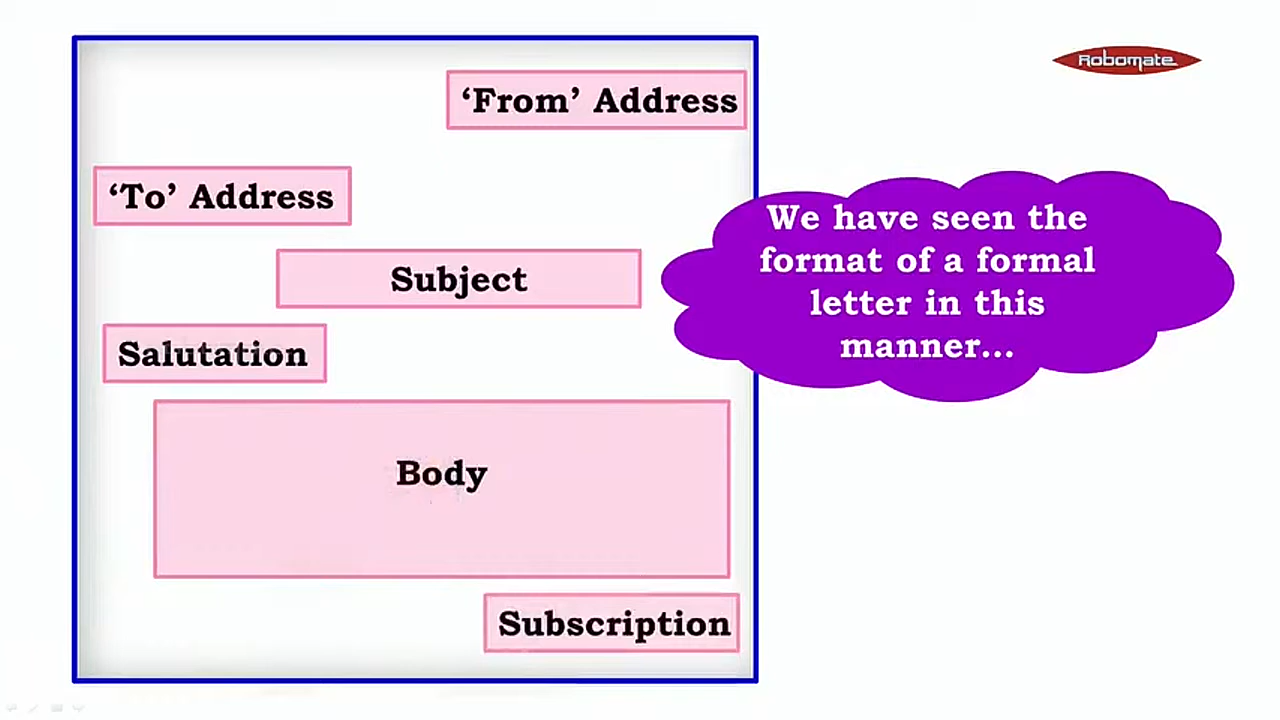 Robomate
‘From’ Address
‘To’ Address
Subject
Salutation
Body
Subscription
We have seen the
format of a formal
letter in this
manner...